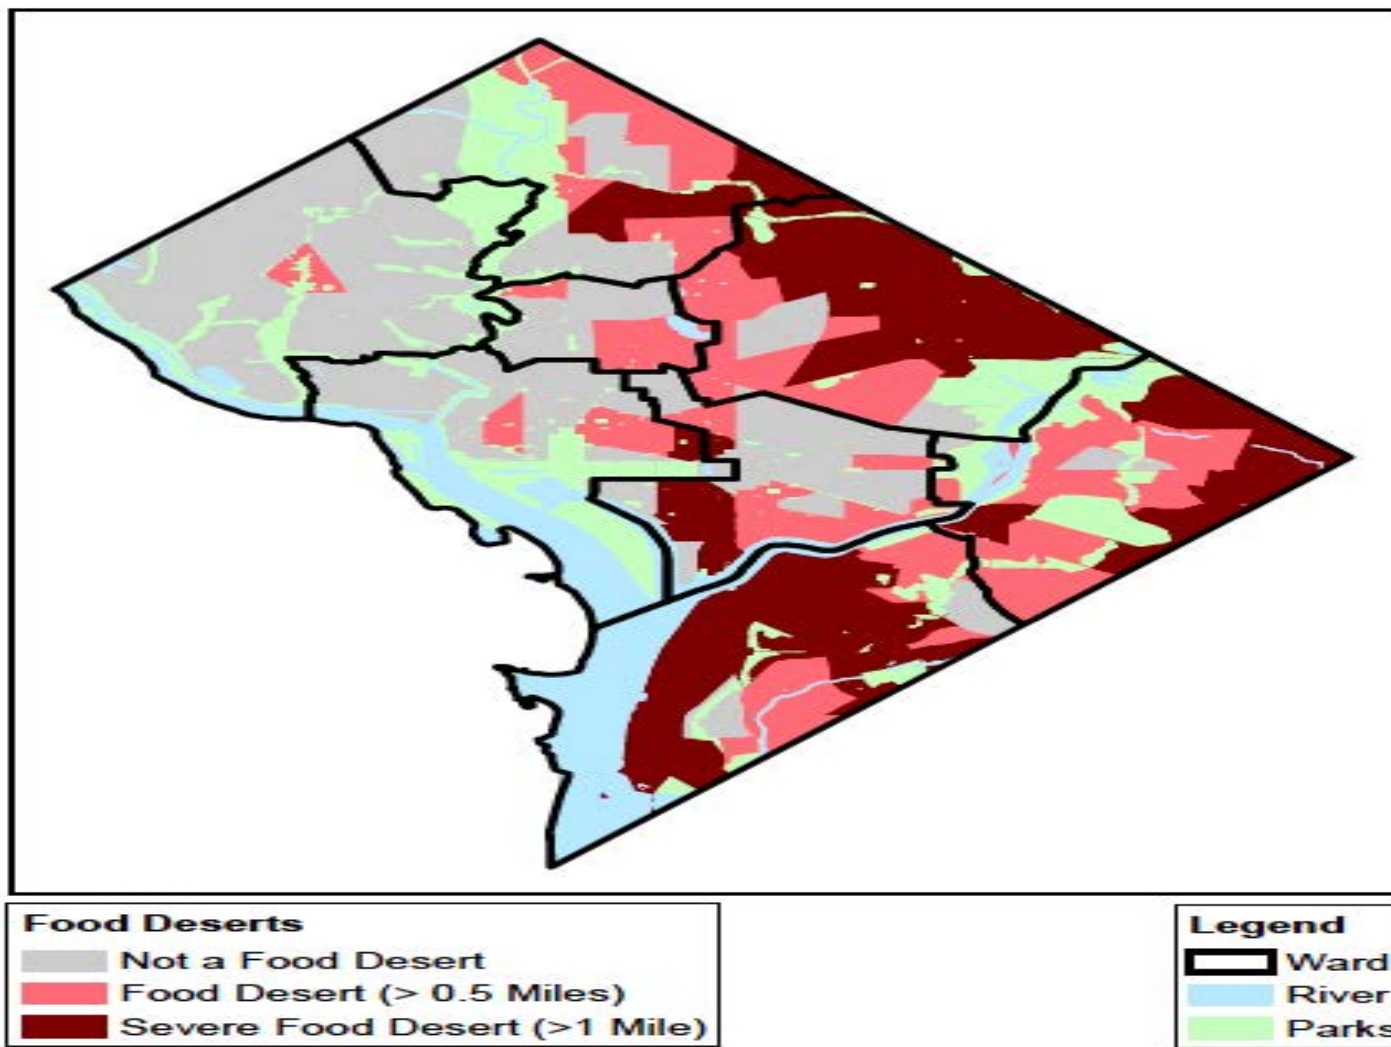 Food Deserts
Not a Food Desert
Food Desert (> 0.5 Miles)
Severe Food Desert (>1 Mile)
Legend
Ward
River
Parks